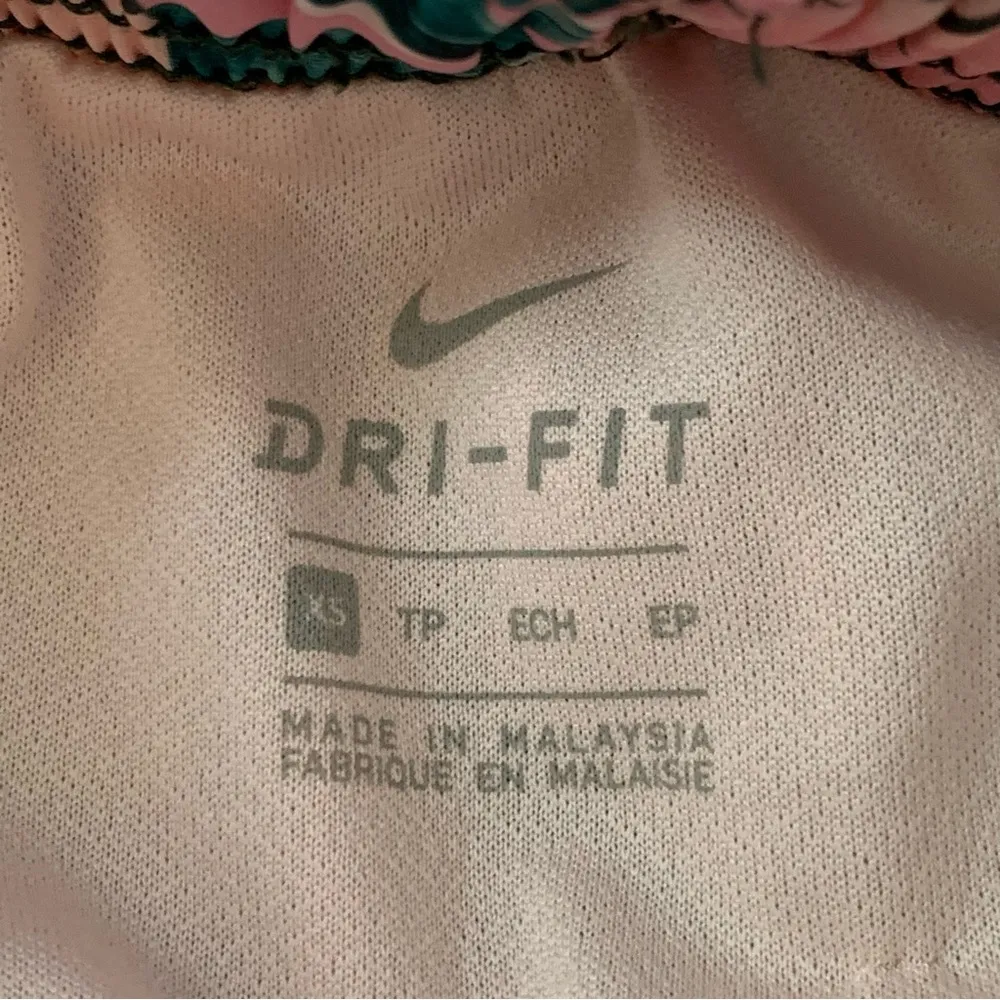 DRI-FIT
XS TP ECH EP
MADE IN MALAYSIA
FABRIQUE EN MALAISIE